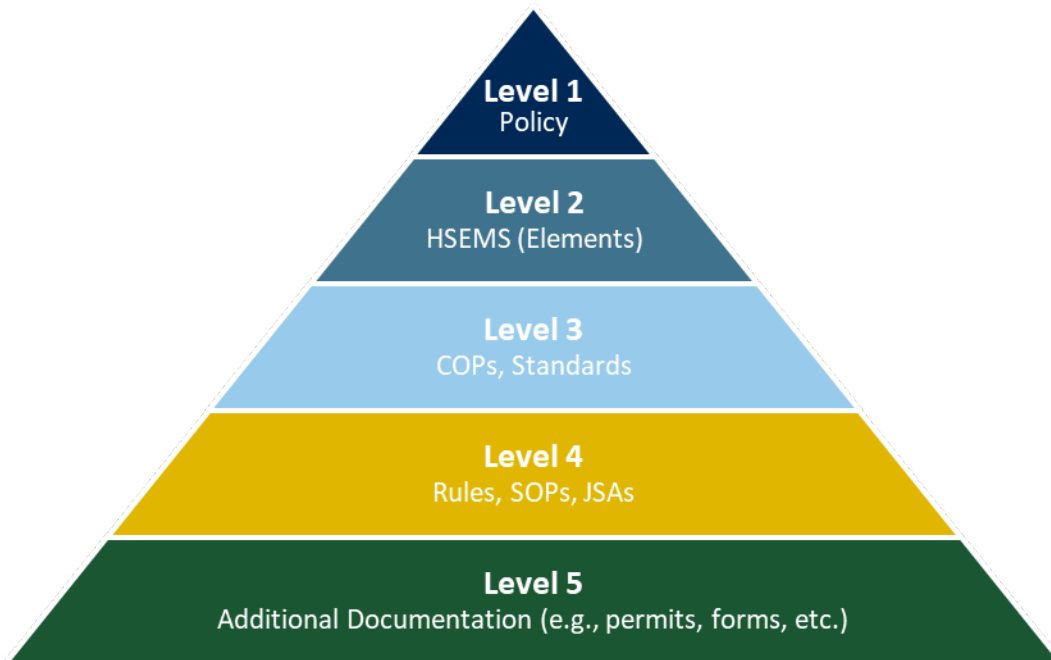 Level 1
Policy
Level 2
HSEMS (Elements)
Level 3
COPs, Standards
Level 4
Rules, SOPs, JSAs
Level 5
Additional Documentation (e.g., permits, forms, etc.)